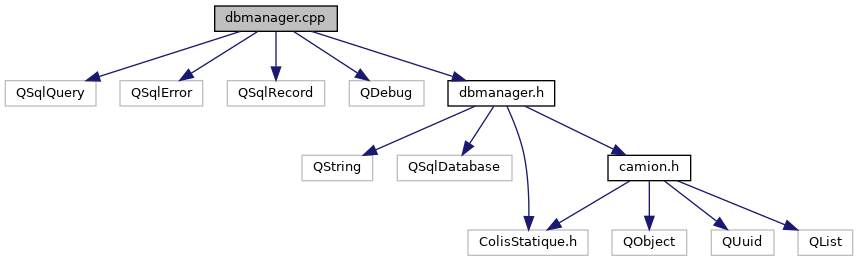 dbmanager.cpp
QSqlQuery
QSqlError
QSqlRecord
QDebug
dbmanager.h
QString
QSqlDatabase
camion.h
ColisStatique.h
QObject
QUuid
QList